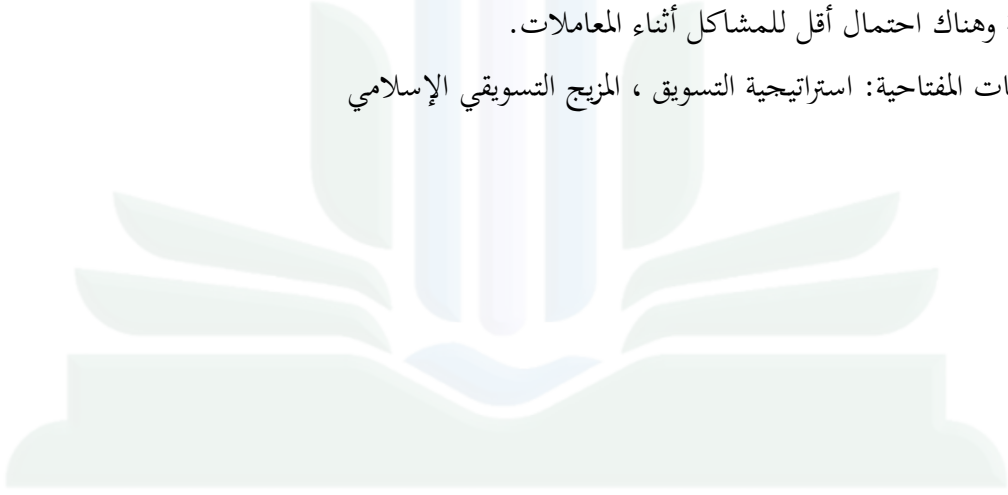 وهناك احتمال أقل للمشاكل أثناء المعاملات.
المفتاحية: استراتيجية التسويق ، المزيج التسويقي الإسلامي